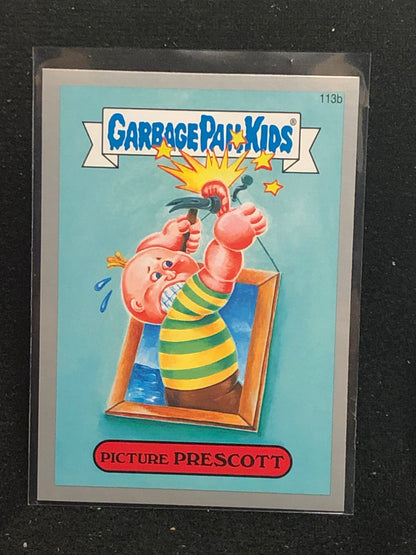 113b
GARBAGE PAIL KIDS®
PICTURE PRESCOTT